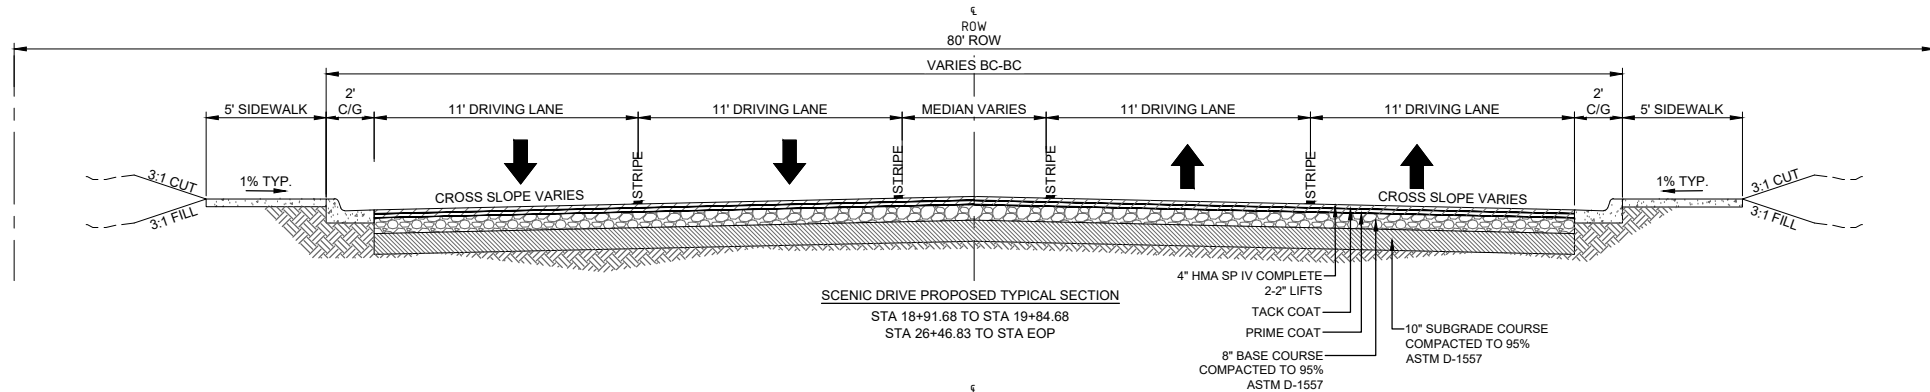 ℄
ROW
80' ROW
VARIES BC-BC
5' SIDEWALK
2'
C/G
11' DRIVING LANE
11' DRIVING LANE
MEDIAN VARIES
11' DRIVING LANE
11' DRIVING LANE
2'
C/G
5' SIDEWALK
3:1 CUT
3:1 FILL
1% TYP.
CROSS SLOPE VARIES
STRIPE
STRIPE
STRIPE
STRIPE
CROSS SLOPE VARIES
1% TYP.
3:1 CUT
3:1 FILL
4" HMA SP IV COMPLETE
2-2" LIFTS
TACK COAT
PRIME COAT
8" BASE COURSE
COMPACTED TO 95%
ASTM D-1557
10" SUBGRADE COURSE
COMPACTED TO 95%
ASTM D-1557
SCENIC DRIVE PROPOSED TYPICAL SECTION
STA 18+91.68 TO STA 19+84.68
STA 26+46.83 TO STA EOP
℄